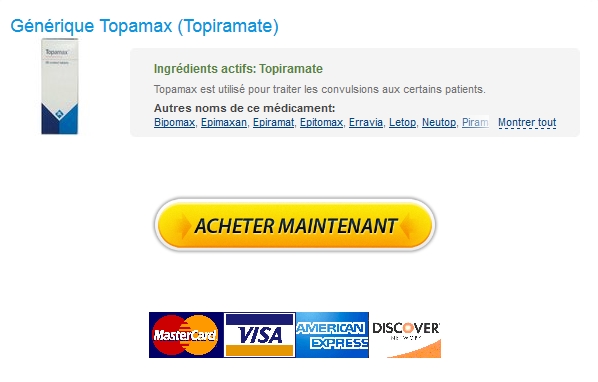 Générique Topamax (Topiramate)
Topamax
Ingrédients actifs: Topiramate
Topamax est utilisé pour traiter les convulsions aux certains patients.
Autres noms de ce médicament:
Bipomax, Epimaxan, Epiramat, Epitomax, Erravia, Letop, Neutop, Piram Montrer tout
ACHETER MAINTENANT
MasterCard VISA AMERICAN EXPRESS DISCOVER NETWORK